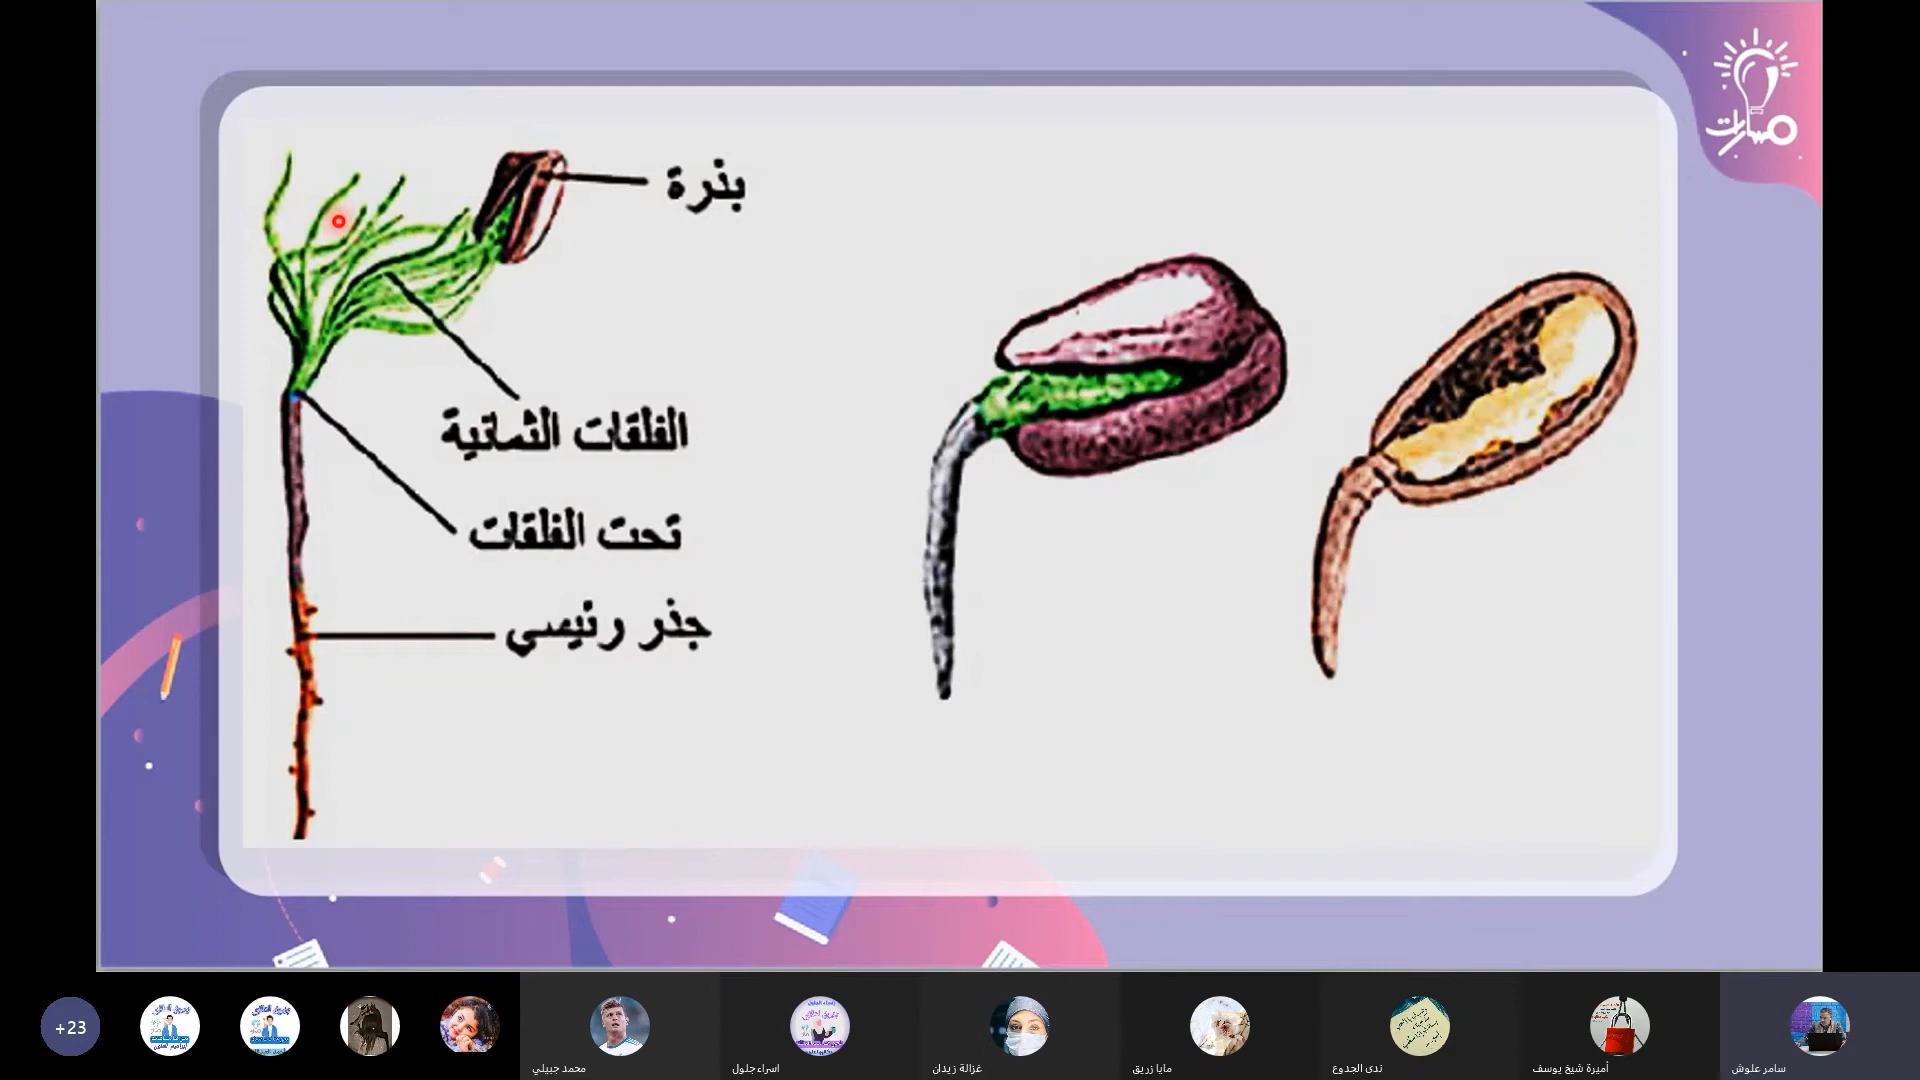 مسارات
بذرة
الفلقات الثمانية
تحت الفلقات
جذر رئيسي
+23
محمد جبيلي
اسراء جلول
غزالة زيدان
مايا زريق
ندى الجدوع
أميرة شيخ يوسف
سامر علوش